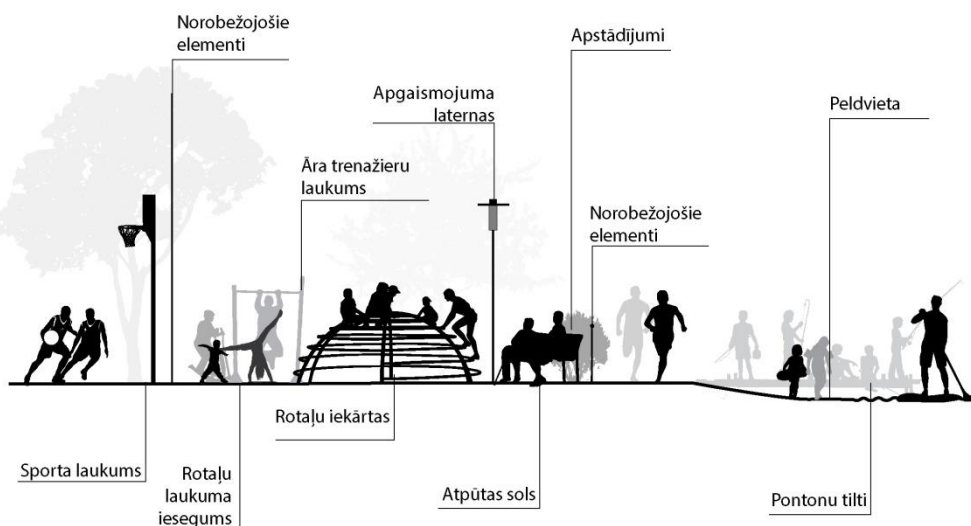 Norobežojošie
elementi
Apstādījumi
Apgaismojuma
laternas
Peldvieta
Āra trenažieru
laukums
Norobežojošie
elementi
Rotaļu iekārtas
Sporta laukums
Rotaļu
laukuma
iesegums
Atpūtas sols
Pontonu tilti